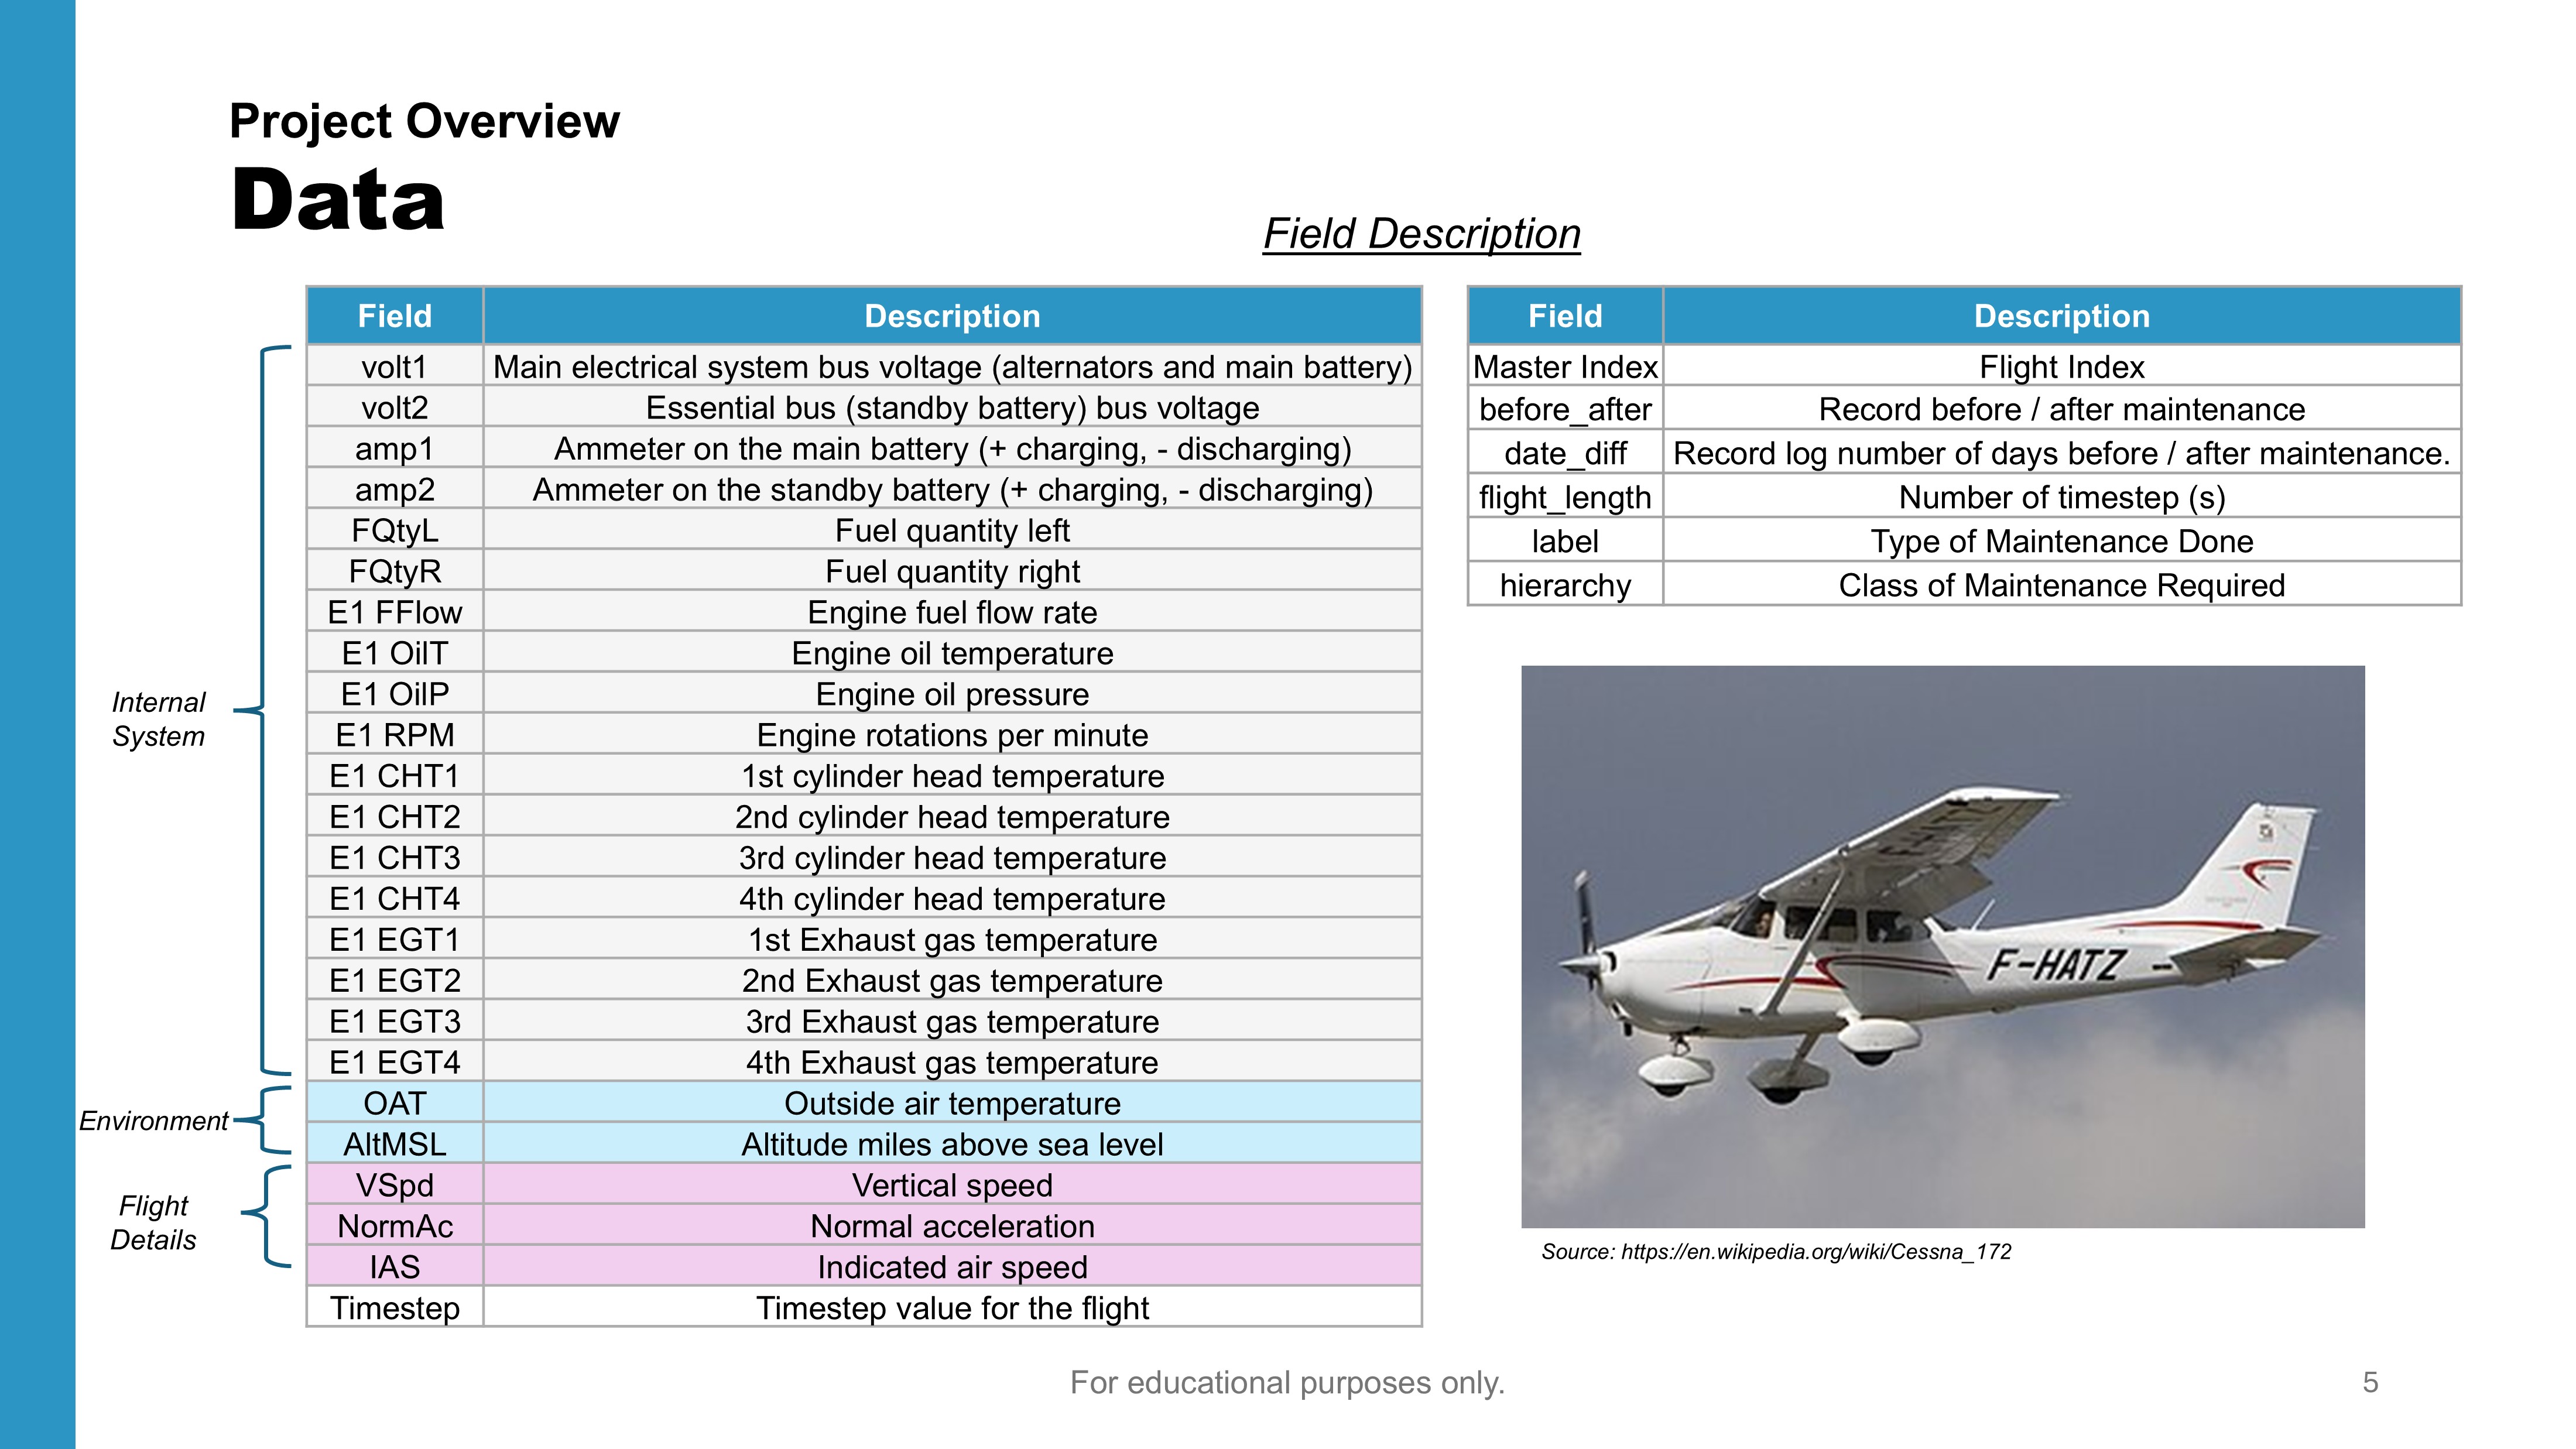 Project Overview
Data
Field Description
Field Description
volt1 Main electrical system bus voltage (alternators and main battery)
volt2 Essential bus (standby battery) bus voltage
amp1 Ammeter on the main battery (+ charging, - discharging)
amp2 Ammeter on the standby battery (+ charging, - discharging)
FQtyL Fuel quantity left
FQtyR Fuel quantity right
E1 FFlow Engine fuel flow rate
E1 OilT Engine oil temperature
E1 OilP Engine oil pressure
E1 RPM Engine rotations per minute
E1 CHT1 1st cylinder head temperature
E1 CHT2 2nd cylinder head temperature
E1 CHT3 3rd cylinder head temperature
E1 CHT4 4th cylinder head temperature
E1 EGT1 1st Exhaust gas temperature
E1 EGT2 2nd Exhaust gas temperature
E1 EGT3 3rd Exhaust gas temperature
E1 EGT4 4th Exhaust gas temperature
OAT Outside air temperature
AltMSL Altitude miles above sea level
VSpd Vertical speed
NormAc Normal acceleration
IAS Indicated air speed
Timestep Timestep value for the flight
Internal
System
Environment
Flight
Details
Field Description
Master Index Flight Index
before_after Record before / after maintenance
date_diff Record log number of days before / after maintenance.
flight_length Number of timestep (s)
label Type of Maintenance Done
hierarchy Class of Maintenance Required
F-HATZ
Source: https://en.wikipedia.org/wiki/Cessna_172
For educational purposes only.
5